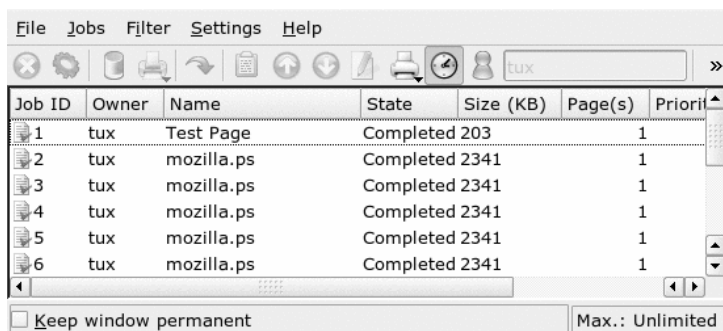 File Jobs Filter Settings Help
tux »
Job ID Owner Name State Size (KB) Page(s) Priorit
1 tux Test Page Completed 203 1
2 tux mozilla.ps Completed 2341 1
3 tux mozilla.ps Completed 2341 1
4 tux mozilla.ps Completed 2341 1
5 tux mozilla.ps Completed 2341 1
6 tux mozilla.ps Completed 2341 1
Keep window permanent Max.: Unlimited